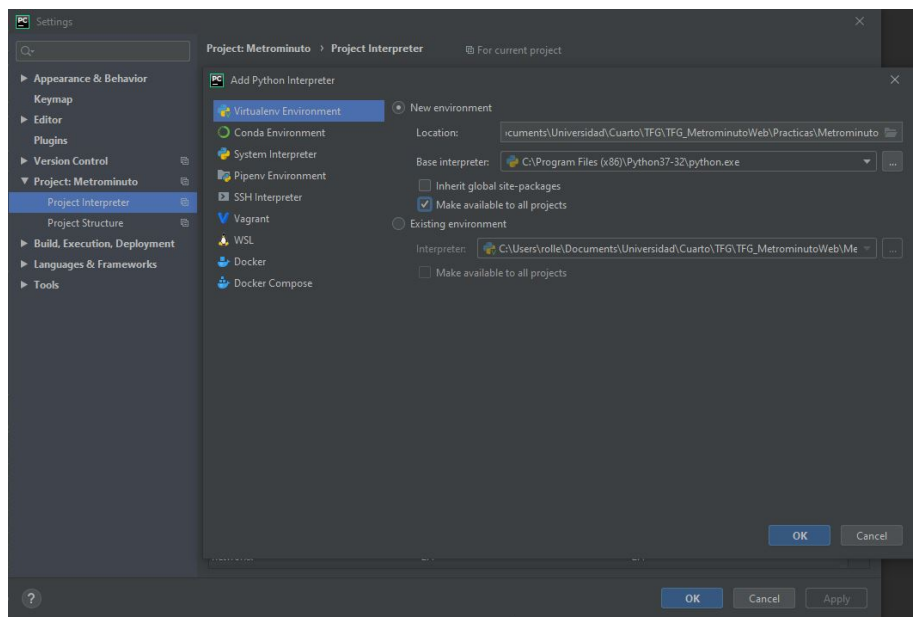 PC Settings
Project: Metrominuto › Project Interpreter
For current project
Appearance & Behavior
Keymap
Editor
Plugins
Version Control
Project: Metrominuto
Project Interpreter
Project Structure
Build, Execution, Deployment
Languages & Frameworks
Tools
PC Add Python Interpreter
Virtualenv Environment
Conda Environment
System Interpreter
Pipenv Environment
SSH Interpreter
Vagrant
WSL
Docker
Docker Compose
New environment
Location: ocuments\Universidad\Cuarto\TFG\TFG_MetrominutoWeb\Practicas\Metrominuto
Base interpreter: C:\Program Files (x86)\Python37-32\python.exe ...
Inherit global site-packages
Make available to all projects
Existing environment
Interpreter: C:\Users\rolle\Documents\Universidad\Cuarto\TFG\TFG_MetrominutoWeb\Me ...
Make available to all projects
OK Cancel
? OK Cancel Apply